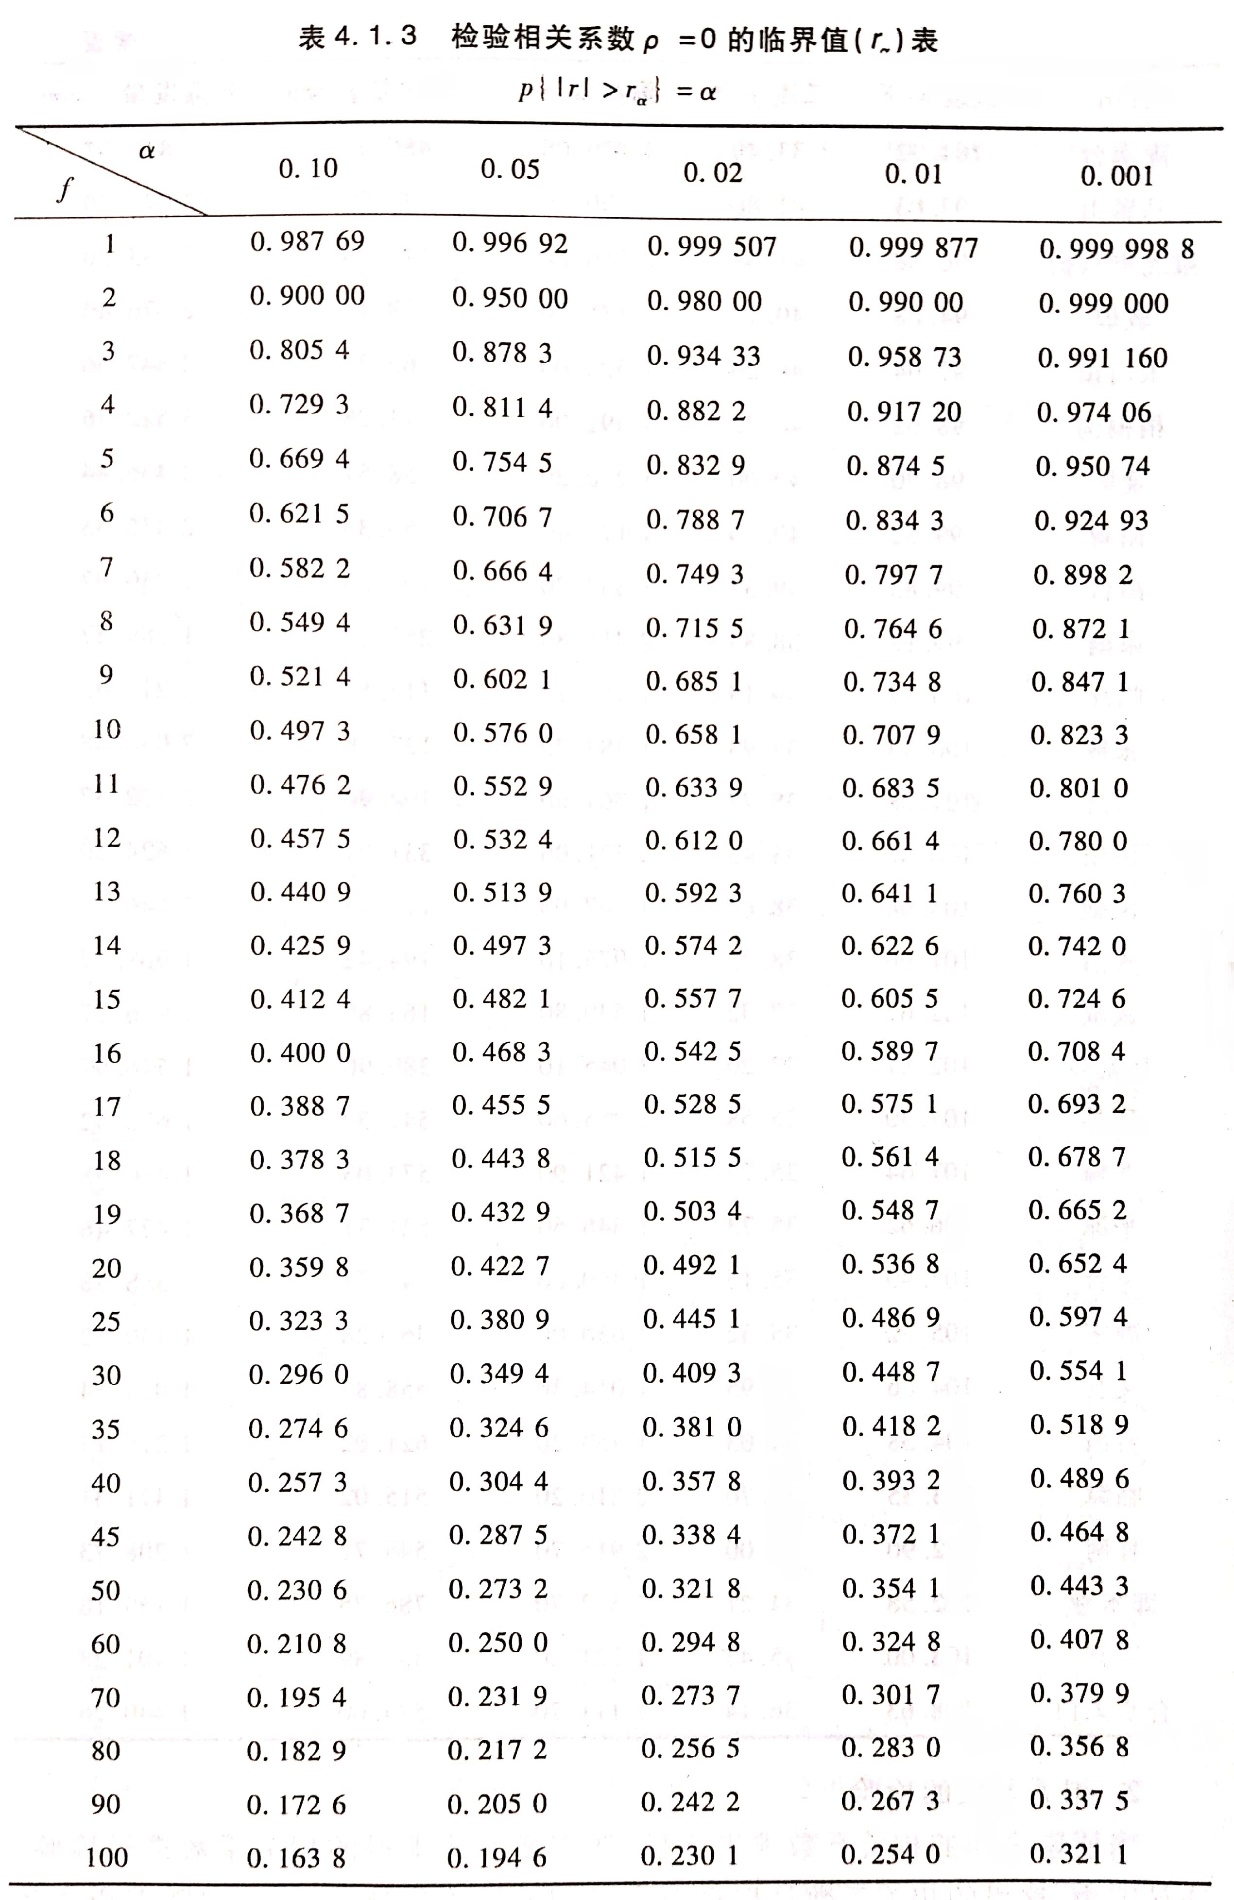 表4.1.3 检验相关系数ρ =0的临界值(rₐ)表
p{|r|>rα} =α
α
f 0.10 0.05 0.02 0.01 0.001
1 0.987 69 0.996 92 0.999 507 0.999 877 0.999 998 8
2 0.900 00 0.950 00 0.980 00 0.990 00 0.999 000
3 0.805 4 0.878 3 0.934 33 0.958 73 0.991 160
4 0.729 3 0.811 4 0.882 2 0.917 20 0.974 06
5 0.669 4 0.754 5 0.832 9 0.874 5 0.950 74
6 0.621 5 0.706 7 0.788 7 0.834 3 0.924 93
7 0.582 2 0.666 4 0.749 3 0.797 7 0.898 2
8 0.549 4 0.631 9 0.715 5 0.764 6 0.872 1
9 0.521 4 0.602 1 0.685 1 0.734 8 0.847 1
10 0.497 3 0.576 0 0.658 1 0.707 9 0.823 3
11 0.476 2 0.552 9 0.633 9 0.683 5 0.801 0
12 0.457 5 0.532 4 0.612 0 0.661 4 0.780 0
13 0.440 9 0.513 9 0.592 3 0.641 1 0.760 3
14 0.425 9 0.497 3 0.574 2 0.622 6 0.742 0
15 0.412 4 0.482 1 0.557 7 0.605 5 0.724 6
16 0.400 0 0.468 3 0.542 5 0.589 7 0.708 4
17 0.388 7 0.455 5 0.528 5 0.575 1 0.693 2
18 0.378 3 0.443 8 0.515 5 0.561 4 0.678 7
19 0.368 7 0.432 9 0.503 4 0.548 7 0.665 2
20 0.359 8 0.422 7 0.492 1 0.536 8 0.652 4
25 0.323 3 0.380 9 0.445 1 0.486 9 0.597 4
30 0.296 0 0.349 4 0.409 3 0.448 7 0.554 1
35 0.274 6 0.324 6 0.381 0 0.418 2 0.518 9
40 0.257 3 0.304 4 0.357 8 0.393 2 0.489 6
45 0.242 8 0.287 5 0.338 4 0.372 1 0.464 8
50 0.230 6 0.273 2 0.321 8 0.354 1 0.443 3
60 0.210 8 0.250 0 0.294 8 0.324 8 0.407 8
70 0.195 4 0.231 9 0.273 7 0.301 7 0.379 9
80 0.182 9 0.217 2 0.256 5 0.283 0 0.356 8
90 0.172 6 0.205 0 0.242 2 0.267 3 0.337 5
100 0.163 8 0.194 6 0.230 1 0.254 0 0.321 1